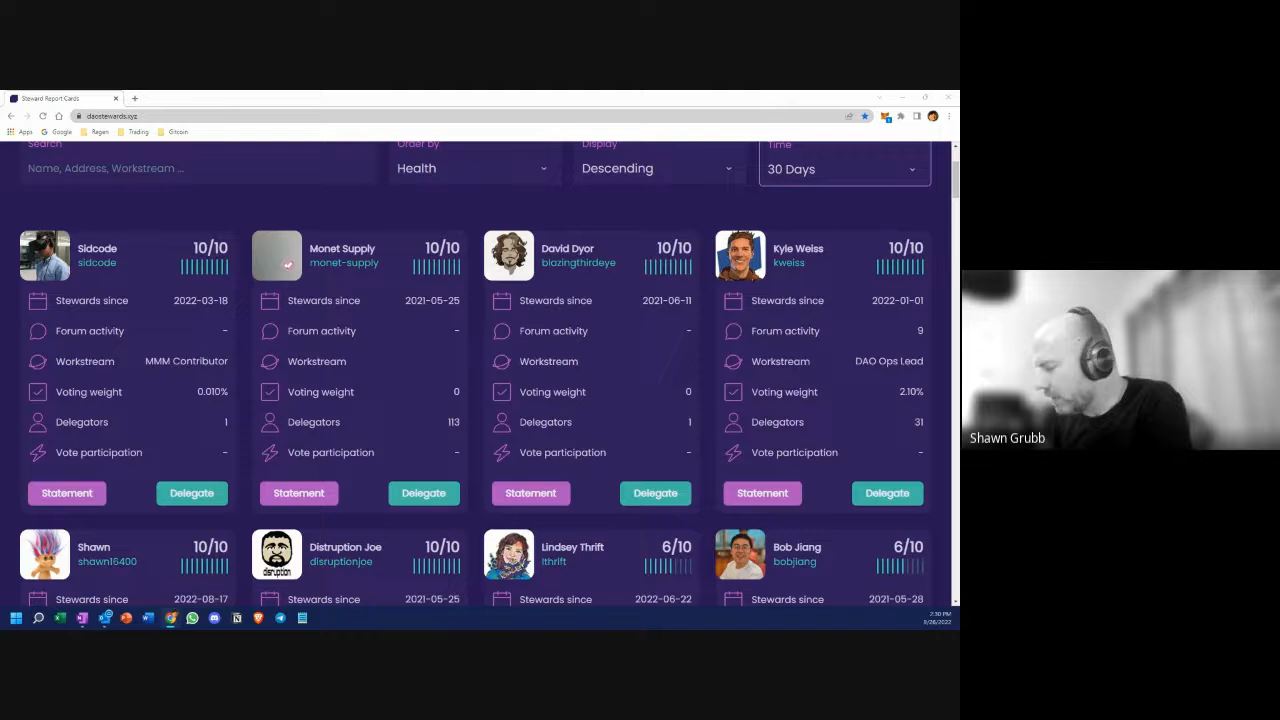 Steward Report Cards
daostewards.xyz
Apps Google Regen Trading Gitcoin
Search Order by Display Time
Name, Address, Workstream ... Health Descending 30 Days
Sidcode 10/10
sidcode
Stewards since 2022-03-18
Forum activity -
Workstream MMM Contributor
Voting weight 0.010%
Delegators 1
Vote participation -
Statement Delegate
Monet Supply 10/10
monet-supply
Stewards since 2021-05-25
Forum activity -
Workstream
Voting weight 0
Delegators 113
Vote participation -
Statement Delegate
David Dyor 10/10
blazingthirdeye
Stewards since 2021-06-11
Forum activity -
Workstream
Voting weight 0
Delegators 1
Vote participation -
Statement Delegate
Kyle Weiss 10/10
kweiss
Stewards since 2022-01-01
Forum activity 9
Workstream DAO Ops Lead
Voting weight 2.10%
Delegators 31
Vote participation -
Statement Delegate
Shawn 10/10
shawn16400
Stewards since 2022-08-17
Distruption Joe 10/10
disruption
disruptionjoe
Stewards since 2021-05-25
Lindsey Thrift 6/10
lthrift
Stewards since 2022-06-22
Bob Jiang 6/10
bobjiang
Stewards since 2021-05-28
2:30 PM
Shawn Grubb